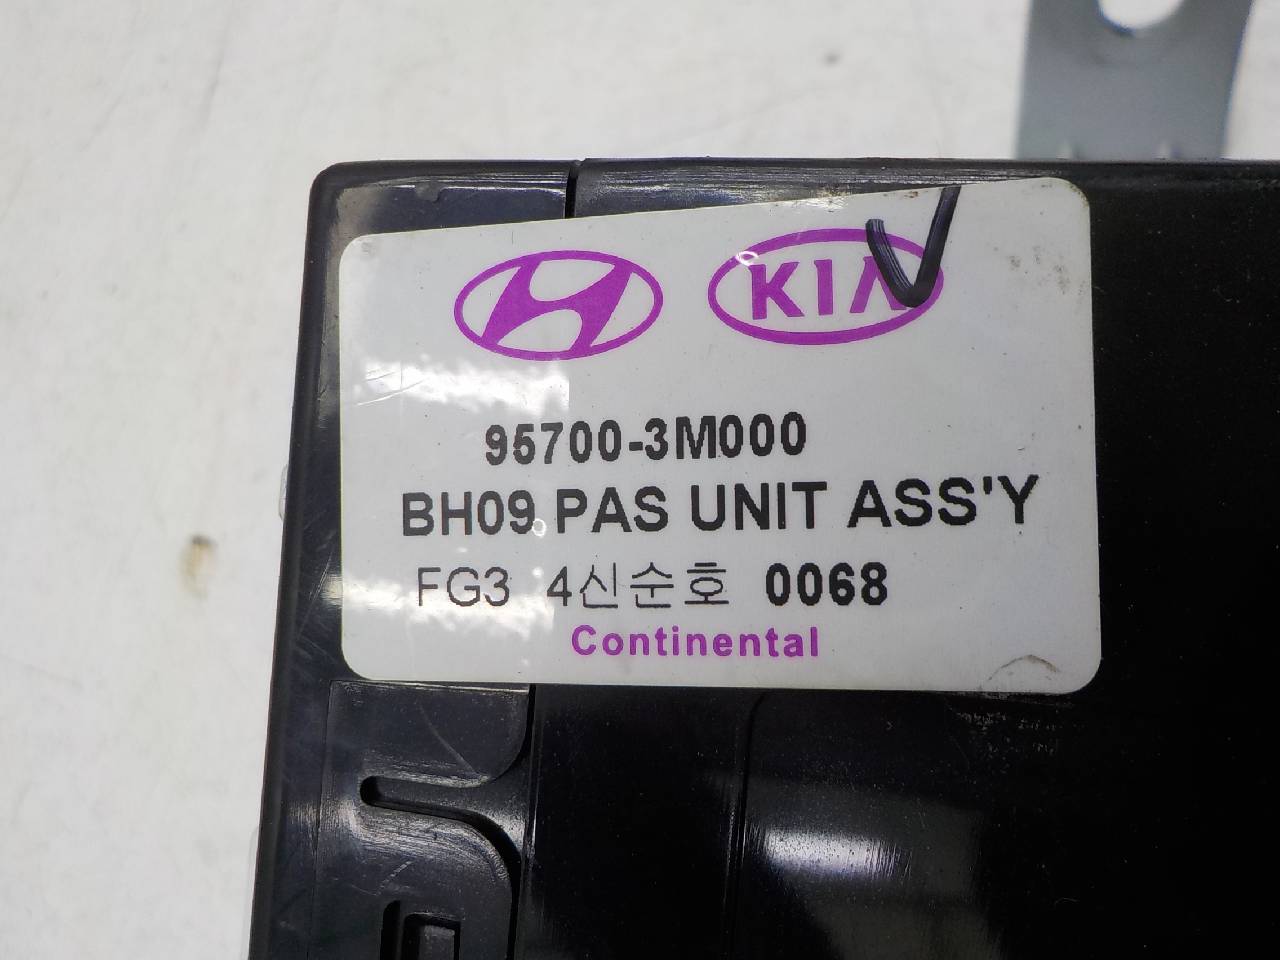 KIA
95700-3M000
BH09 PAS UNIT ASS'Y
FG3 4신순호 0068
Continental